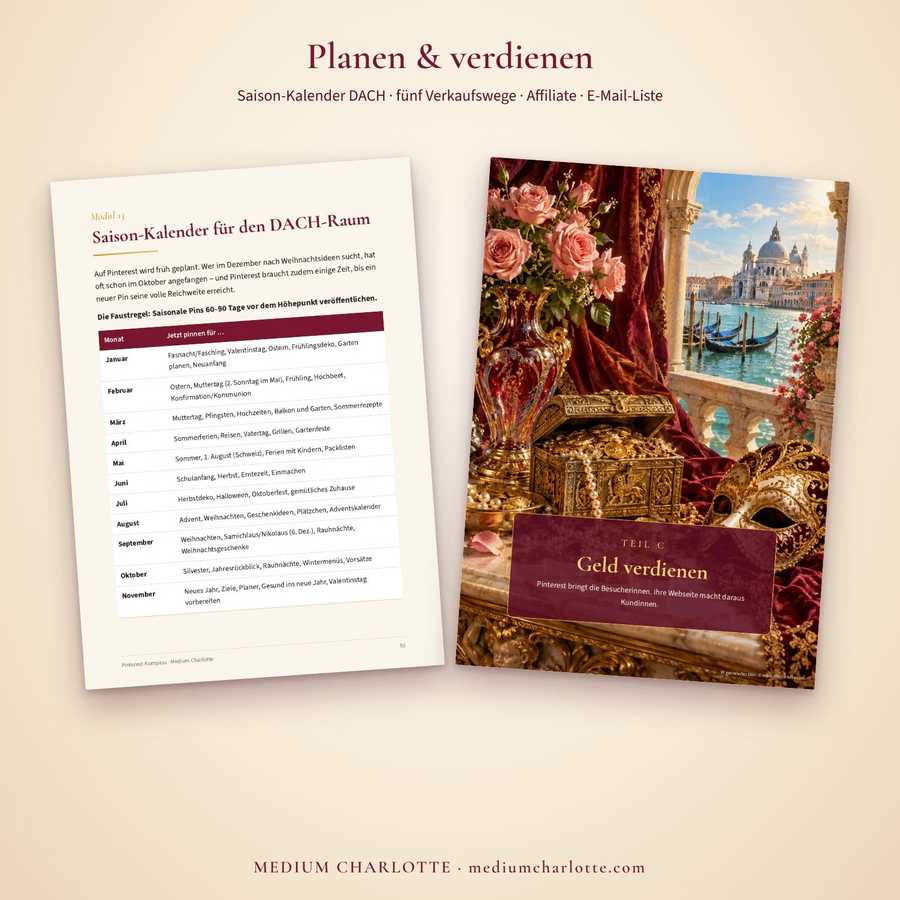 Planen & verdienen
Saison-Kalender DACH · fünf Verkaufswege · Affiliate · E-Mail-Liste
Modul 13
Saison-Kalender für den DACH-Raum
Auf Pinterest wird früh geplant. Wer im Dezember nach Weihnachtsideen sucht, hat
oft schon im Oktober angefangen – und Pinterest braucht zudem einige Zeit, bis ein
neuer Pin seine volle Reichweite erreicht.
Die Faustregel: Saisonale Pins 60–90 Tage vor dem Höhepunkt veröffentlichen.
Monat Jetzt pinnen für …
Januar Fasnacht/Fasching, Valentinstag, Ostern, Frühlingsdeko, Garten
planen, Neuanfang
Februar Ostern, Muttertag (2. Sonntag im Mai), Frühling, Hochbeet,
Konfirmation/Kommunion
März Muttertag, Pfingsten, Hochzeiten, Balkon und Garten, Sommerrezepte
April Sommerferien, Reisen, Vatertag, Grillen, Gartenfeste
Mai Sommer, 1. August (Schweiz), Ferien mit Kindern, Packlisten
Juni Schulanfang, Herbst, Erntezeit, Einmachen
Juli Herbstdeko, Halloween, Oktoberfest, gemütliches Zuhause
August Advent, Weihnachten, Geschenkideen, Plätzchen, Adventskalender
September Weihnachten, Samichlaus/Nikolaus (6. Dez.), Rauhnächte,
Weihnachtsgeschenke
Oktober Silvester, Jahresrückblick, Rauhnächte, Wintermenüs, Vorsätze
November Neues Jahr, Ziele, Planer, Gesund ins neue Jahr, Valentinstag
vorbereiten
Pinterest-Kompass · Medium Charlotte
TEIL C
Geld verdienen
Pinterest bringt die Besucherinnen. Ihre Webseite macht daraus
Kundinnen.
MEDIUM CHARLOTTE · mediumcharlotte.com